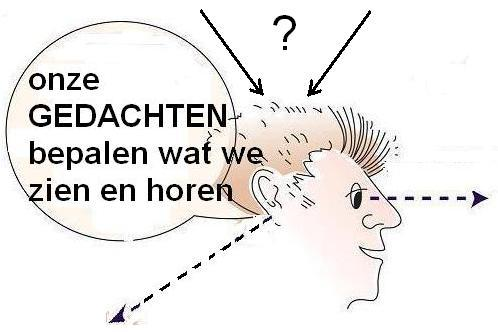 ?
onze
GEDACHTEN
bepalen wat we
zien en horen